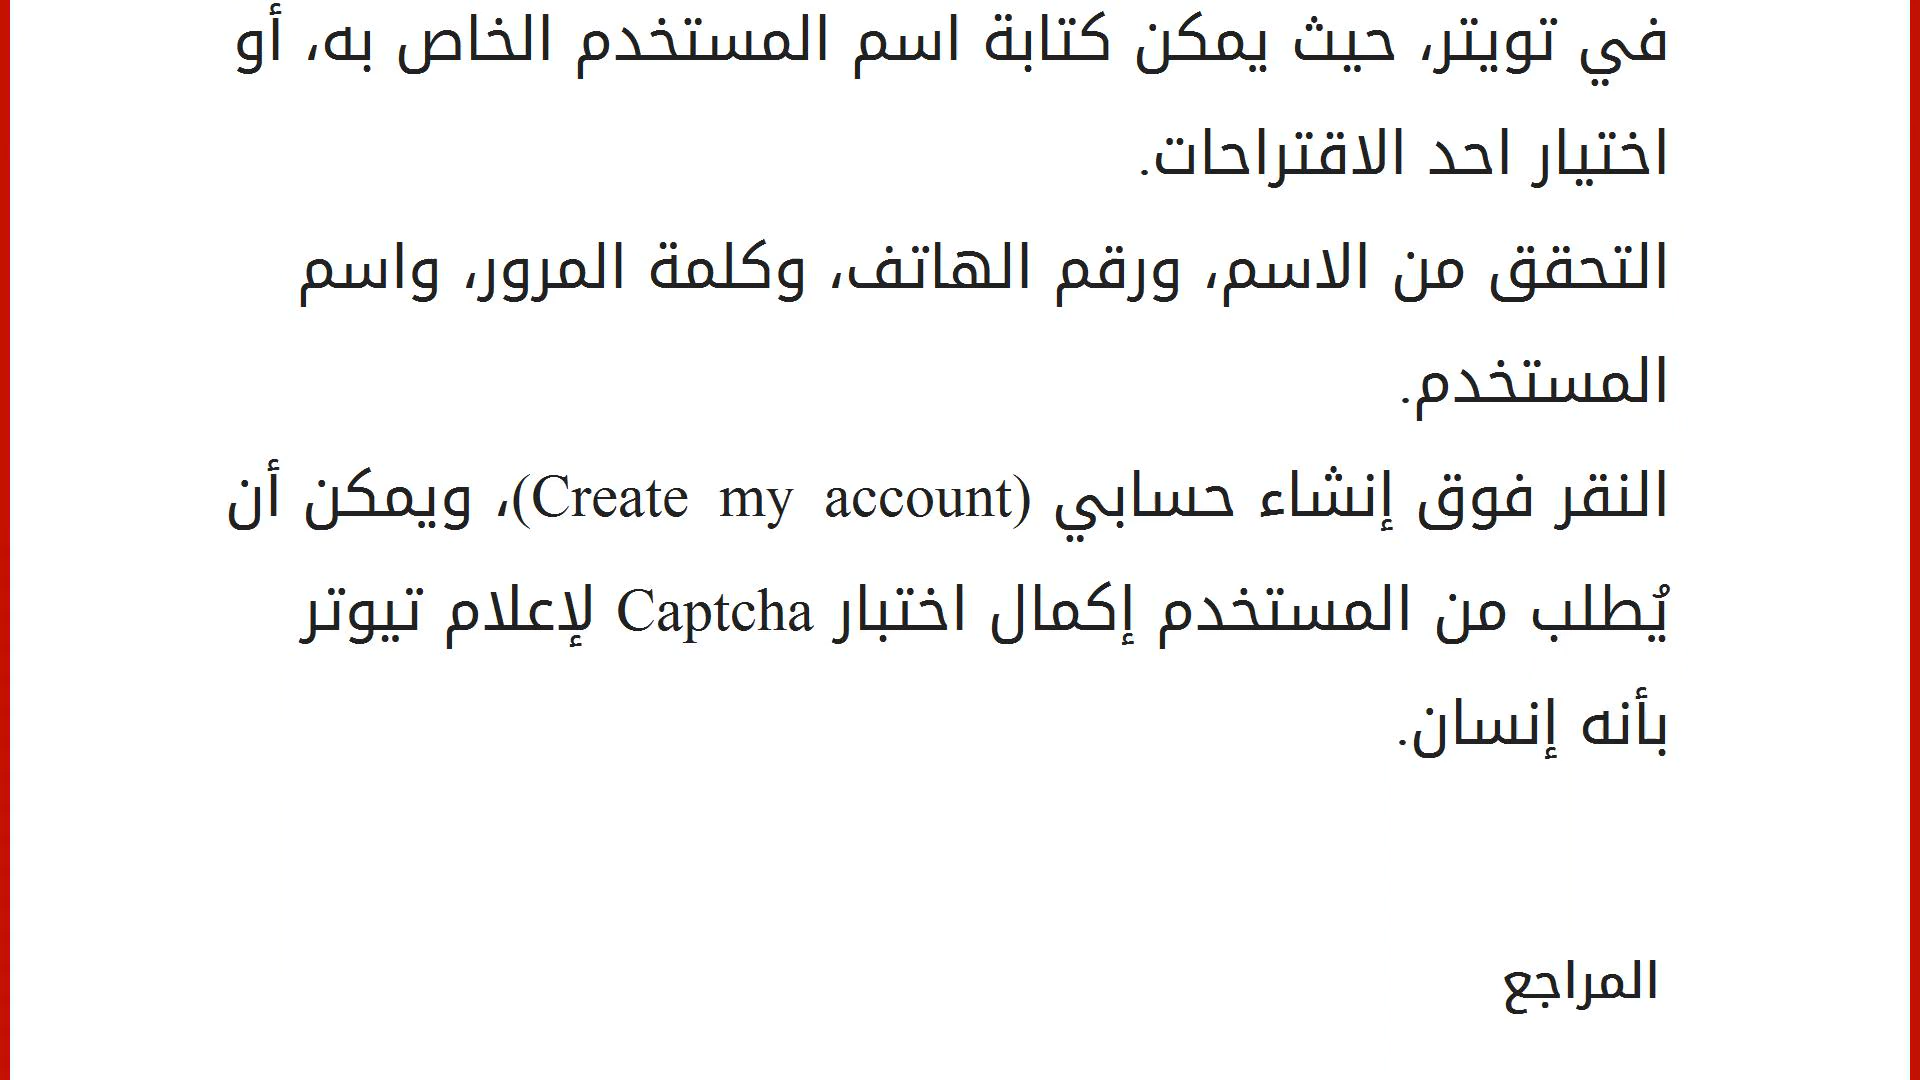 في تويتر، حيث يمكن كتابة اسم المستخدم الخاص به، أو
اختيار احد الاقتراحات.
التحقق من الاسم، ورقم الهاتف، وكلمة المرور، واسم
المستخدم.
النقر فوق إنشاء حسابي (Create my account)، ويمكن أن
يُطلب من المستخدم إكمال اختبار Captcha لإعلام تيوتر
بأنه إنسان.
المراجع